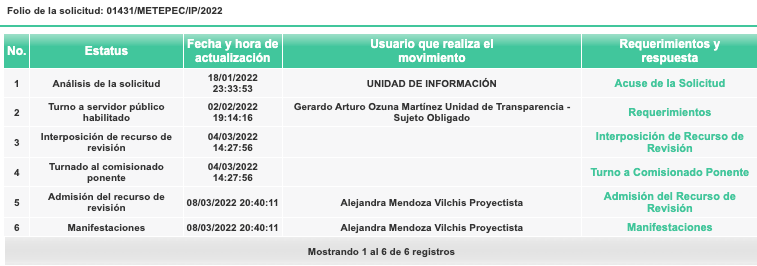 Folio de la solicitud: 01431/METEPEC/IP/2022
No. Estatus Fecha y hora de actualización Usuario que realiza el movimiento Requerimientos y respuesta
1 Análisis de la solicitud 18/01/2022 23:33:53 UNIDAD DE INFORMACIÓN Acuse de la Solicitud
2 Turno a servidor público habilitado 02/02/2022 19:14:16 Gerardo Arturo Ozuna Martínez Unidad de Transparencia - Sujeto Obligado Requerimientos
3 Interposición de recurso de revisión 04/03/2022 14:27:56 Interposición de Recurso de Revisión
4 Turnado al comisionado ponente 04/03/2022 14:27:56 Turno a Comisionado Ponente
5 Admisión del recurso de revisión 08/03/2022 20:40:11 Alejandra Mendoza Vilchis Proyectista Admisión del Recurso de Revisión
6 Manifestaciones 08/03/2022 20:40:11 Alejandra Mendoza Vilchis Proyectista Manifestaciones
Mostrando 1 al 6 de 6 registros